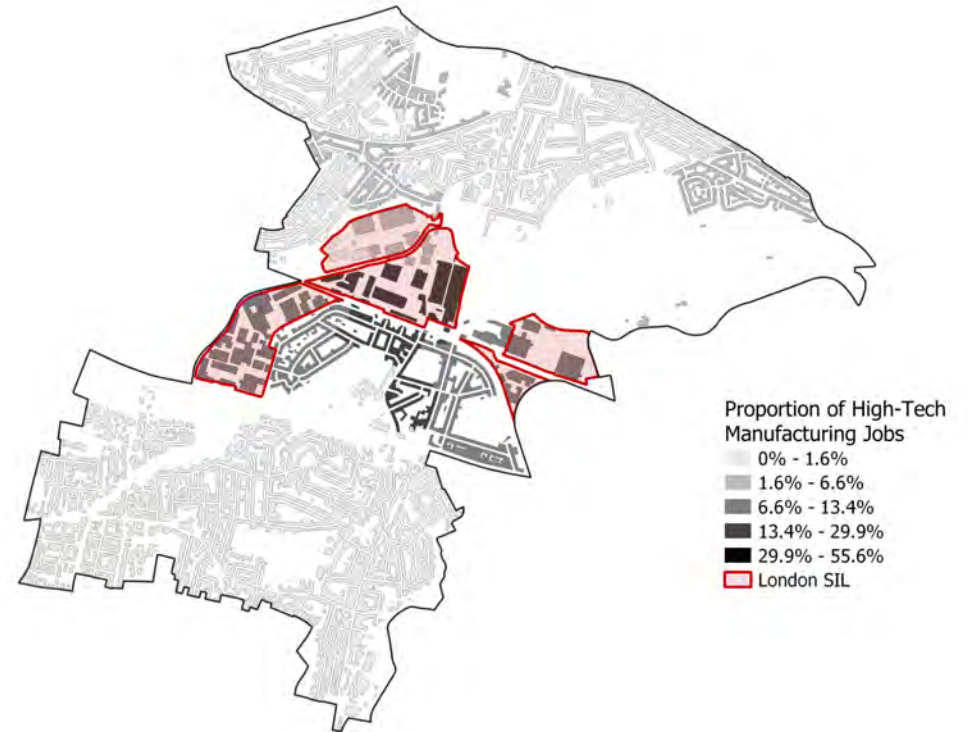 Proportion of High-Tech
Manufacturing Jobs
0% - 1.6%
1.6% - 6.6%
6.6% - 13.4%
13.4% - 29.9%
29.9% - 55.6%
London SIL